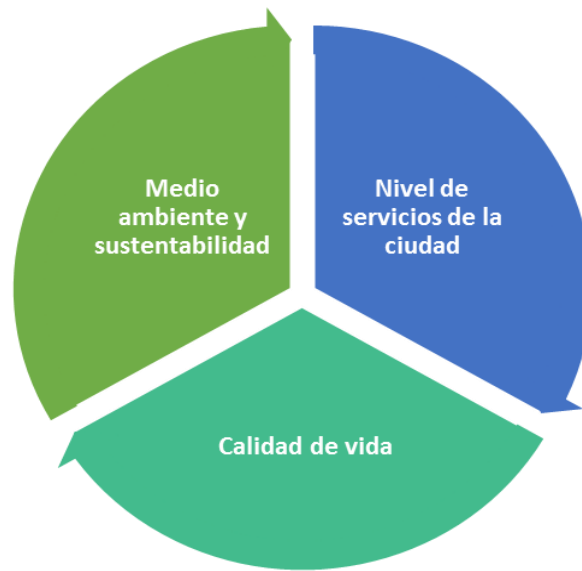 Medio
ambiente y
sustentabilidad
Nivel de
servicios de la
ciudad
Calidad de vida